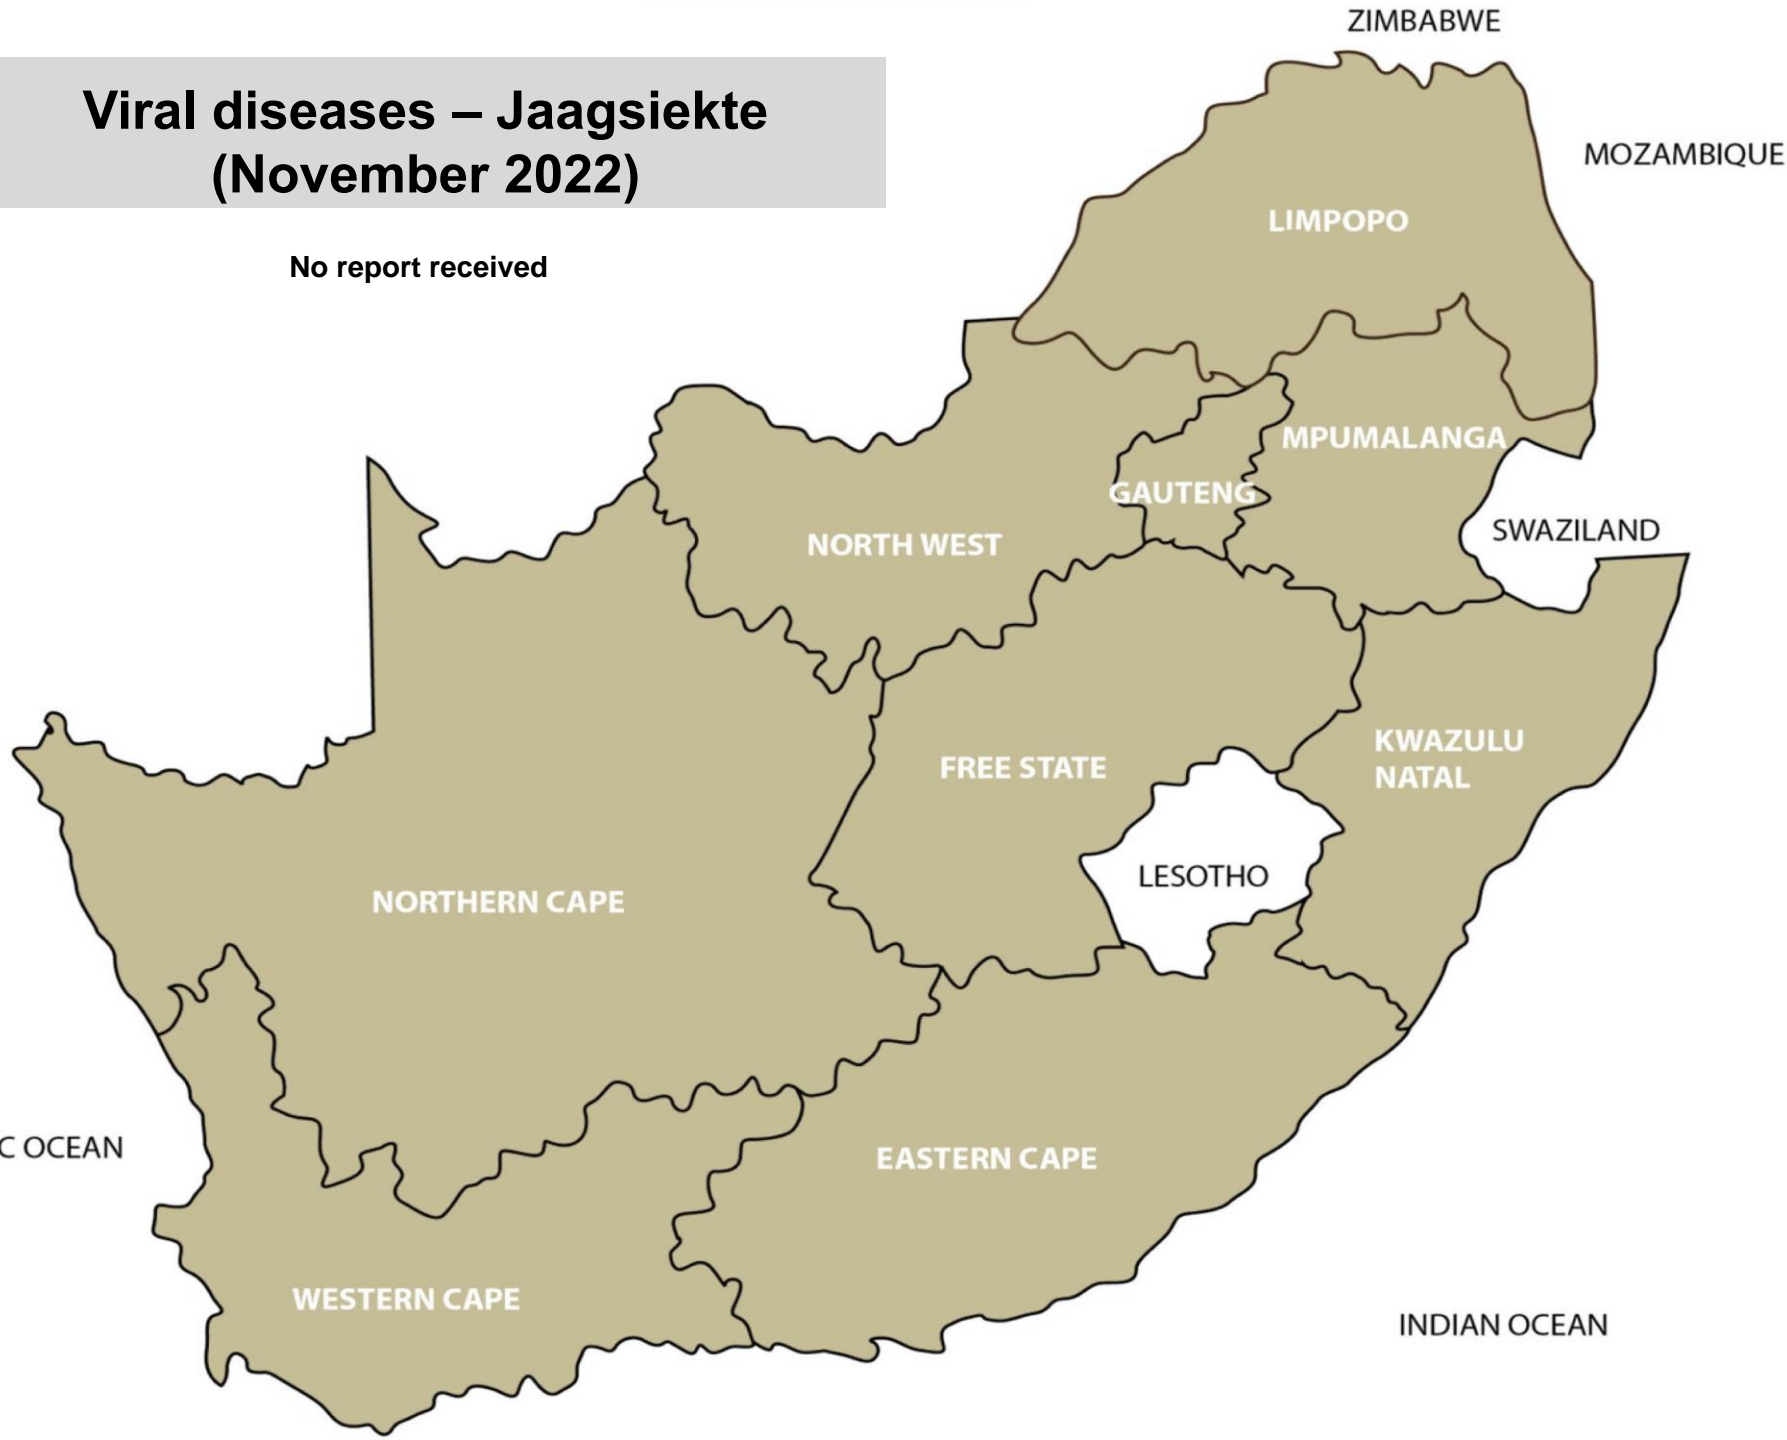 ZIMBABWE
Viral diseases – Jaagsiekte
(November 2022)
MOZAMBIQUE
LIMPOPO
No report received
MPUMALANGA
GAUTENG
SWAZILAND
NORTH WEST
KWAZULU
NATAL
FREE STATE
LESOTHO
NORTHERN CAPE
C OCEAN
EASTERN CAPE
WESTERN CAPE
INDIAN OCEAN